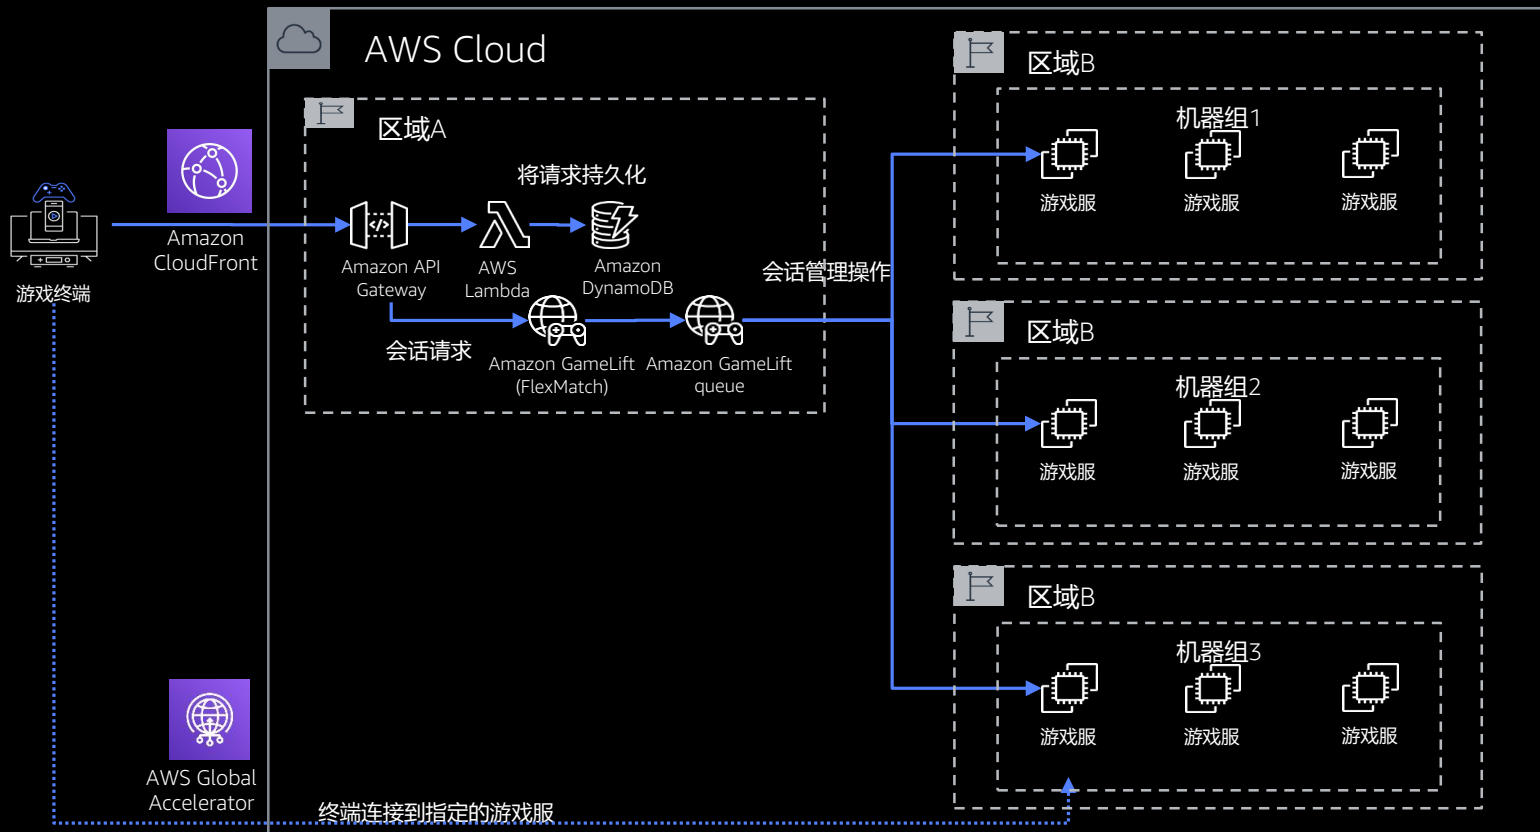 AWS Cloud
区域A
将请求持久化
Amazon
CloudFront
游戏终端
Amazon API
Gateway
AWS
Lambda
Amazon
DynamoDB
会话请求
Amazon GameLift
(FlexMatch)
Amazon GameLift
queue
会话管理操作
区域B
机器组1
游戏服
游戏服
游戏服
区域B
机器组2
游戏服
游戏服
游戏服
区域B
机器组3
游戏服
游戏服
游戏服
AWS Global
Accelerator
终端连接到指定的游戏服